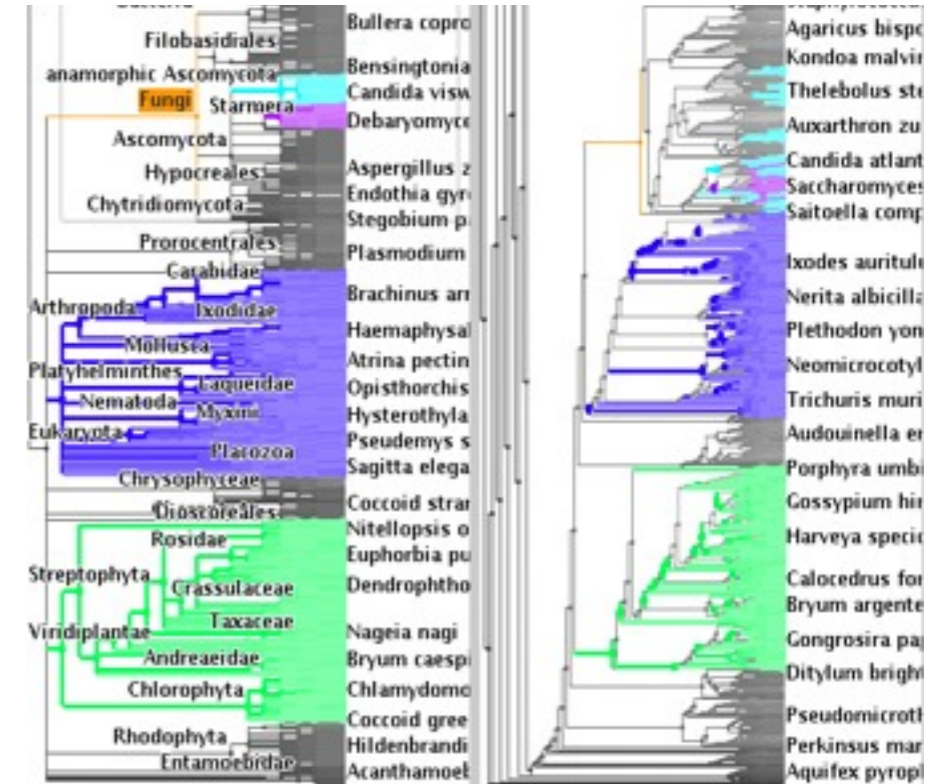 Filobasidiales
anamorphic Ascomycota
Fungi
Starmera
Ascomycota
Hypocreales
Chytridiomycota
Prorocentrales
Carabidae
Arthropoda
Ixodidae
Mollusca
Platyhelminthes
Laqueidae
Nematoda
Myxini
Eukaryota
Placozoa
Chrysophyceae
Dioscoreales
Rosidae
Streptophyta
Crassulaceae
Taxaceae
Viridiplantae
Andreaeidae
Chlorophyta
Rhodophyta
Entamoebidae
Bullera copro
Bensingtonia
Candida visw
Debaryomyce
Aspergillus z
Endothia gyr
Stegobium p
Plasmodium
Brachinus arr
Haemaphysal
Atrina pectin
Opisthorchis
Hysterothyla
Pseudemys s
Sagitta elega
Coccoid strar
Nitellopsis o
Euphorbia pu
Dendrophtho
Nageia nagi
Bryum caespi
Chlamydomo
Coccoid gree
Hildenbrandi
Acanthamoeb
Agaricus bispo
Kondoa malvir
Thelebolus ste
Auxarthron zu
Candida atlant
Saccharomyces
Saitoella comp
Ixodes auritulu
Nerita albicilla
Plethodon yon
Neomicrocotyl
Trichuris muri
Audouinella er
Porphyra umbi
Gossypium hir
Harveya specio
Calocedrus for
Bryum argente
Gongrosira pa
Ditylum bright
Pseudomicroth
Perkinsus mar
Aquifex pyropl